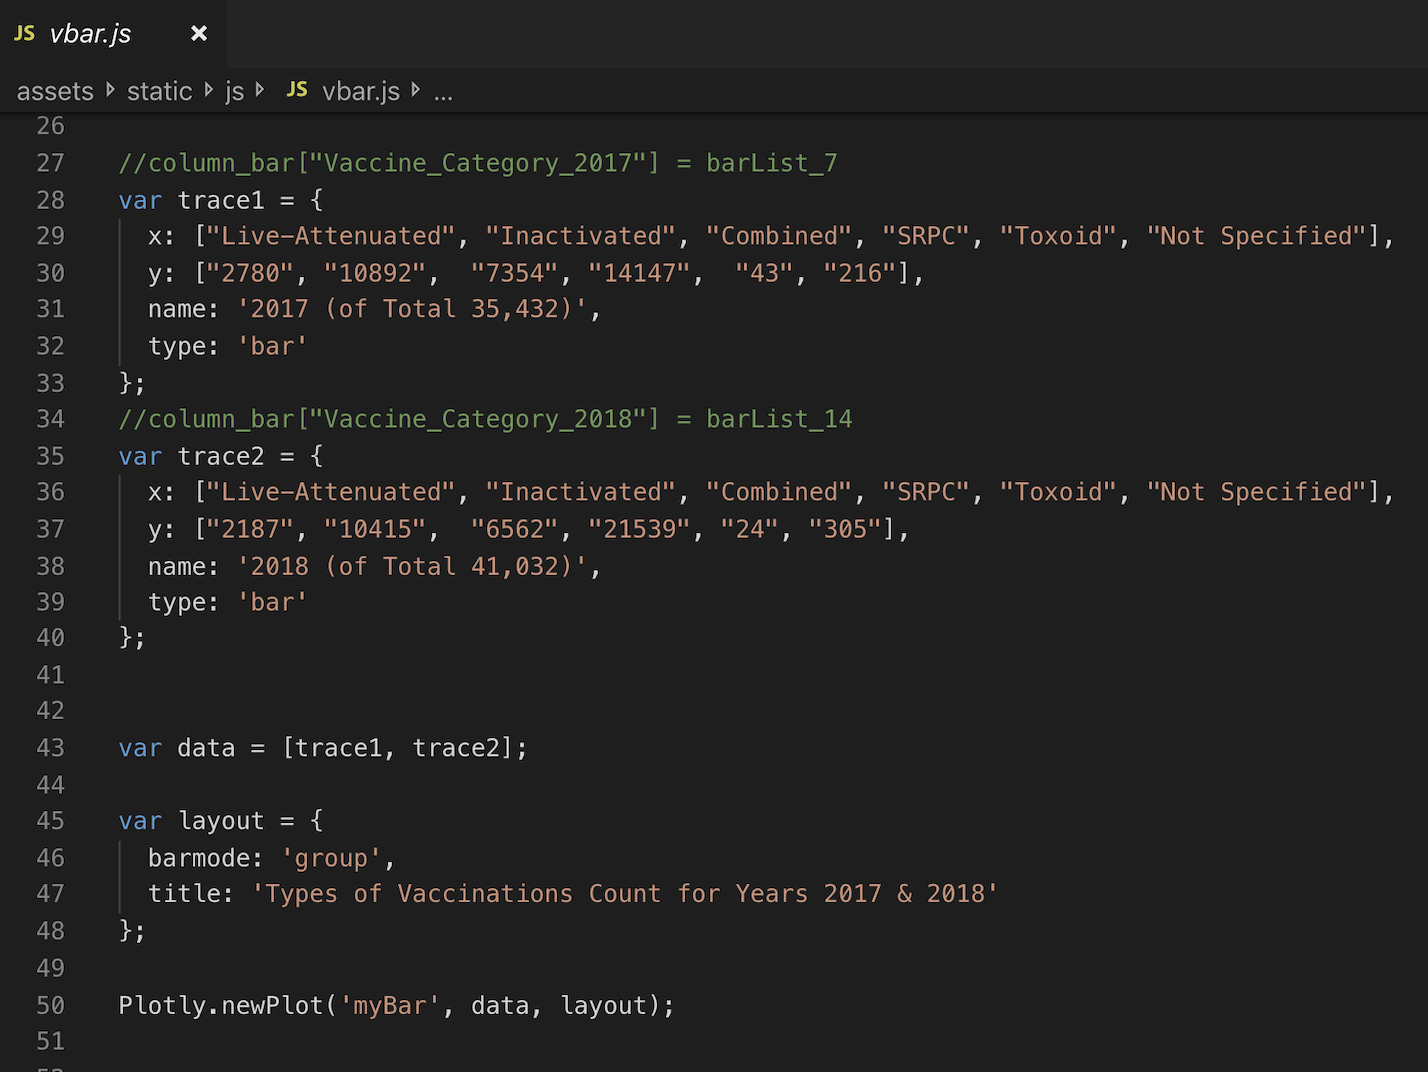 JS vbar.js ×
assets static js JS vbar.js ...
26
27 //column_bar["Vaccine_Category_2017"] = barList_7
28 var trace1 = {
29 x: ["Live-Attenuated", "Inactivated", "Combined", "SRPC", "Toxoid", "Not Specified"],
30 y: ["2780", "10892",  "7354", "14147",  "43", "216"],
31 name: '2017 (of Total 35,432)',
32 type: 'bar'
33 };
34 //column_bar["Vaccine_Category_2018"] = barList_14
35 var trace2 = {
36 x: ["Live-Attenuated", "Inactivated", "Combined", "SRPC", "Toxoid", "Not Specified"],
37 y: ["2187", "10415",  "6562", "21539", "24", "305"],
38 name: '2018 (of Total 41,032)',
39 type: 'bar'
40 };
41
42
43 var data = [trace1, trace2];
44
45 var layout = {
46 barmode: 'group',
47 title: 'Types of Vaccinations Count for Years 2017 & 2018'
48 };
49
50 Plotly.newPlot('myBar', data, layout);
51